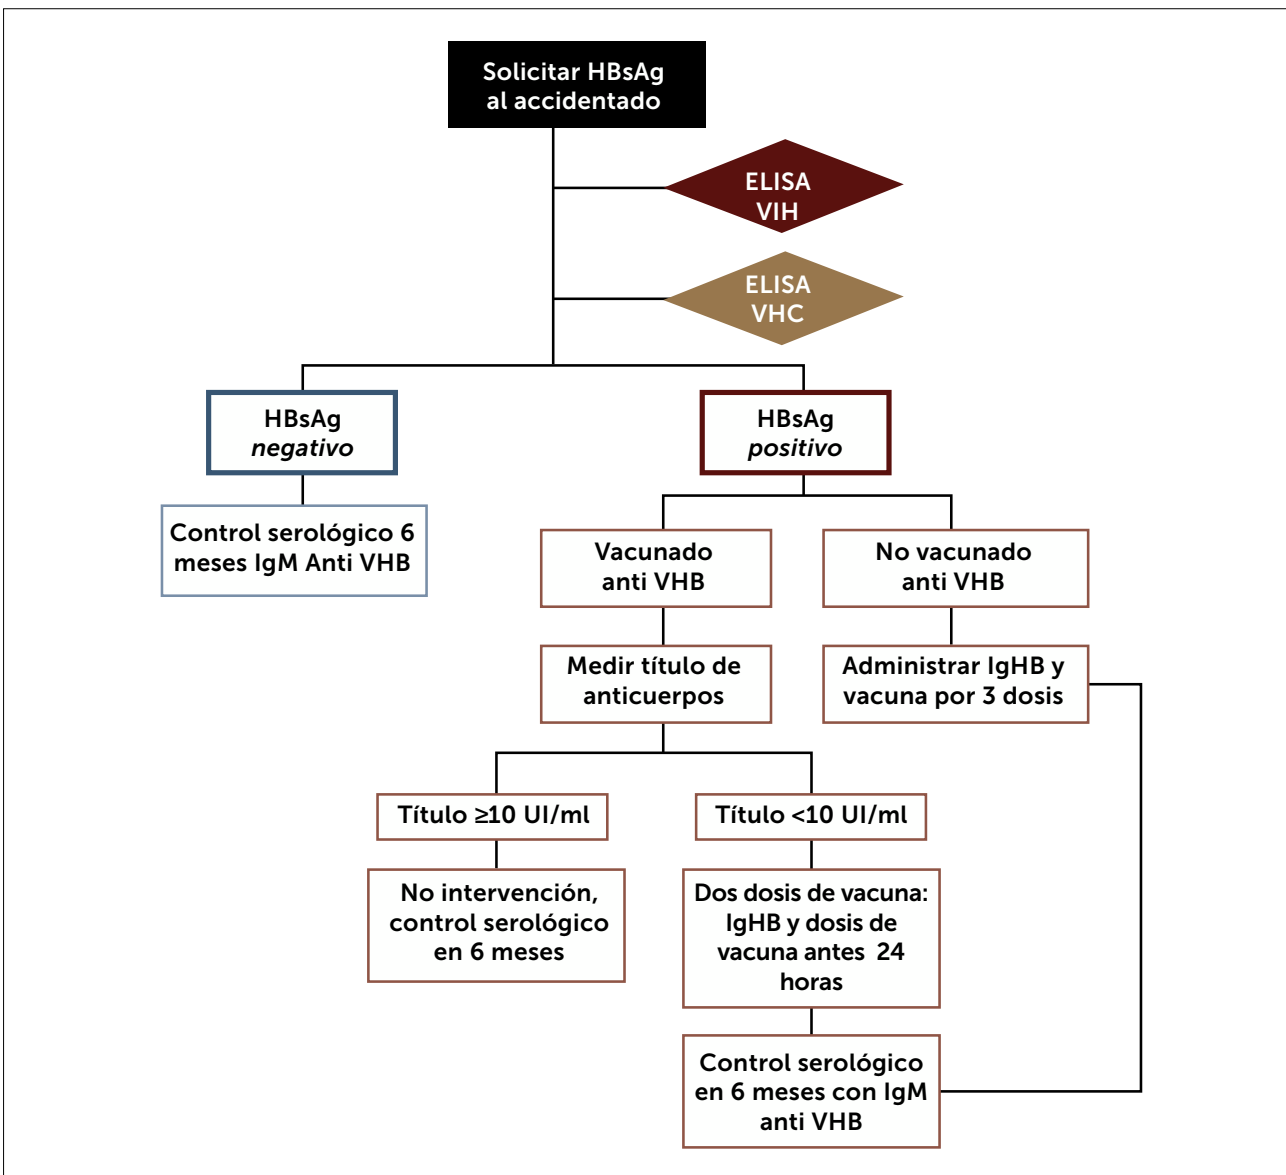 Solicitar HBsAg
al accidentado
ELISA
VIH
ELISA
VHC
HBsAg
negativo
HBsAg
positivo
Control serológico 6
meses IgM Anti VHB
Vacunado
anti VHB
No vacunado
anti VHB
Medir título de
anticuerpos
Administrar IgHB y
vacuna por 3 dosis
Título ≥10 UI/ml
Título <10 UI/ml
No intervención,
control serológico
en 6 meses
Dos dosis de vacuna:
IgHB y dosis de
vacuna antes 24
horas
Control serológico
en 6 meses con IgM
anti VHB